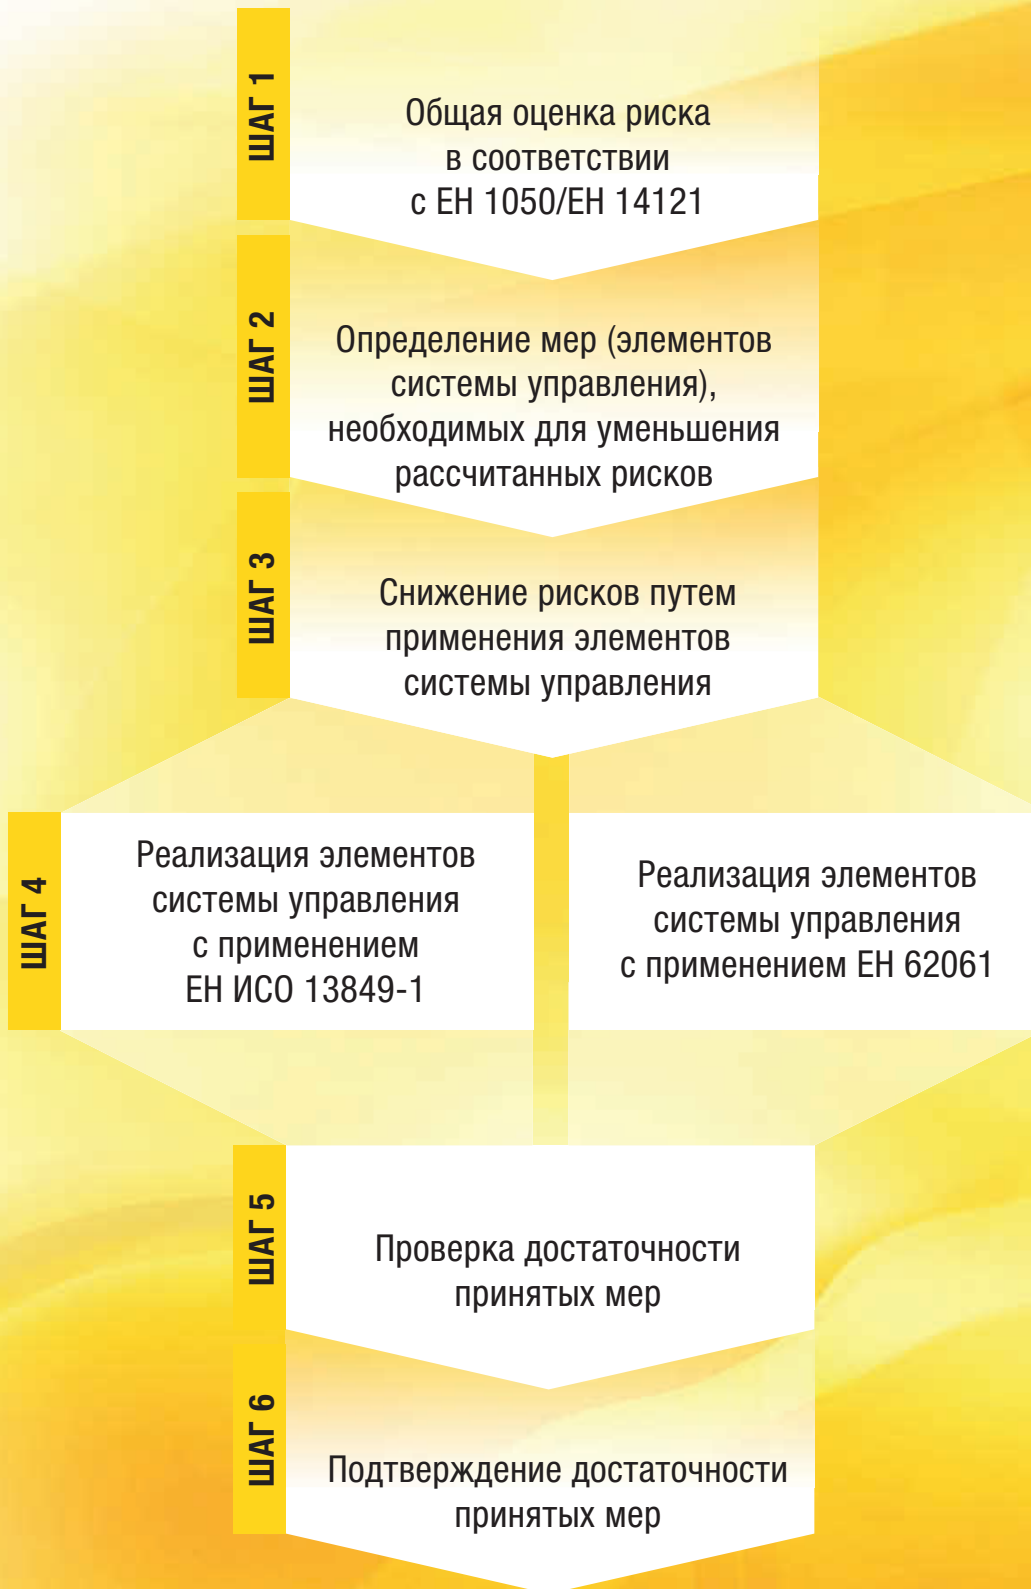 ШАГ 1
Общая оценка риска
в соответствии
с ЕН 1050/ЕН 14121
ШАГ 2
Определение мер (элементов
системы управления),
необходимых для уменьшения
рассчитанных рисков
ШАГ 3
Снижение рисков путем
применения элементов
системы управления
ШАГ 4
Реализация элементов
системы управления
с применением
ЕН ИСО 13849-1
Реализация элементов
системы управления
с применением ЕН 62061
ШАГ 5
Проверка достаточности
принятых мер
ШАГ 6
Подтверждение достаточности
принятых мер